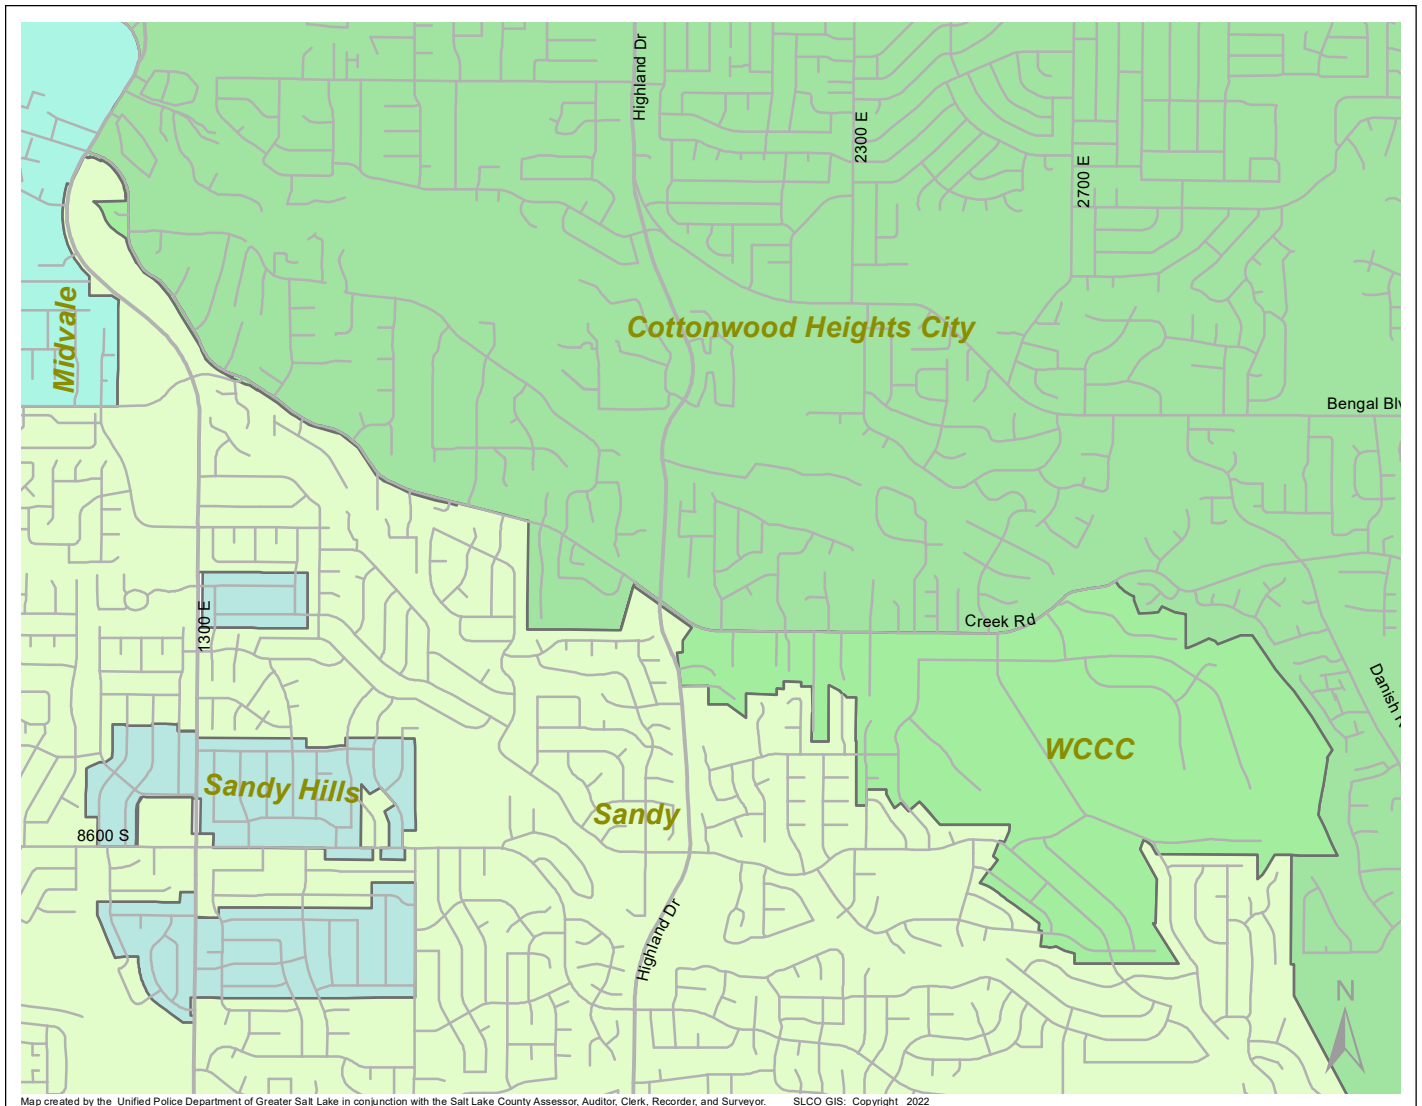 Highland Dr
2300 E
2700 E
Midvale
Cottonwood Heights City
Bengal Blv
1300 E
Creek Rd
Danish R
WCCC
Sandy Hills
Sandy
8600 S
Highland Dr
N
Map created by the Unified Police Department of Greater Salt Lake in conjunction with the Salt Lake County Assessor, Auditor, Clerk, Recorder, and Surveyor. SLCO GIS: Copyright 2022